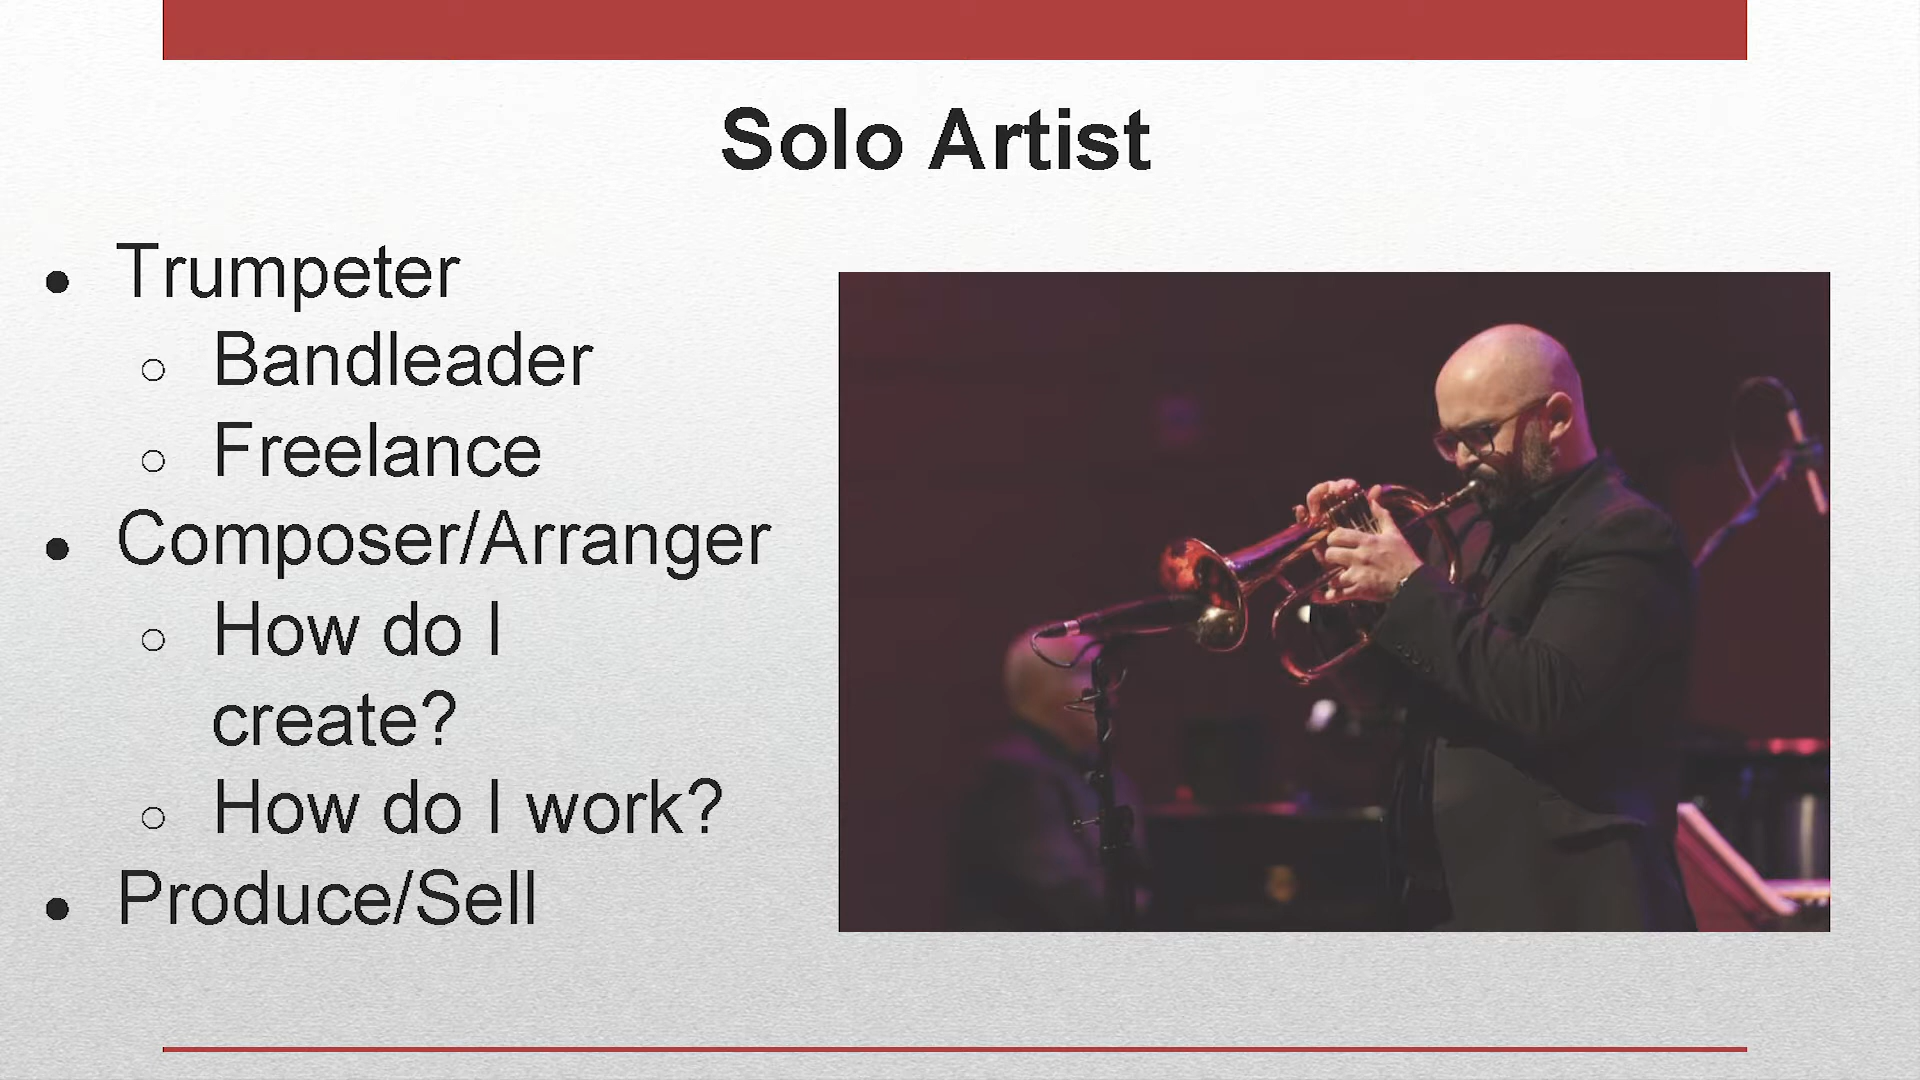 Solo Artist
● Trumpeter
○ Bandleader
○ Freelance
● Composer/Arranger
○ How do I
create?
○ How do I work?
● Produce/Sell